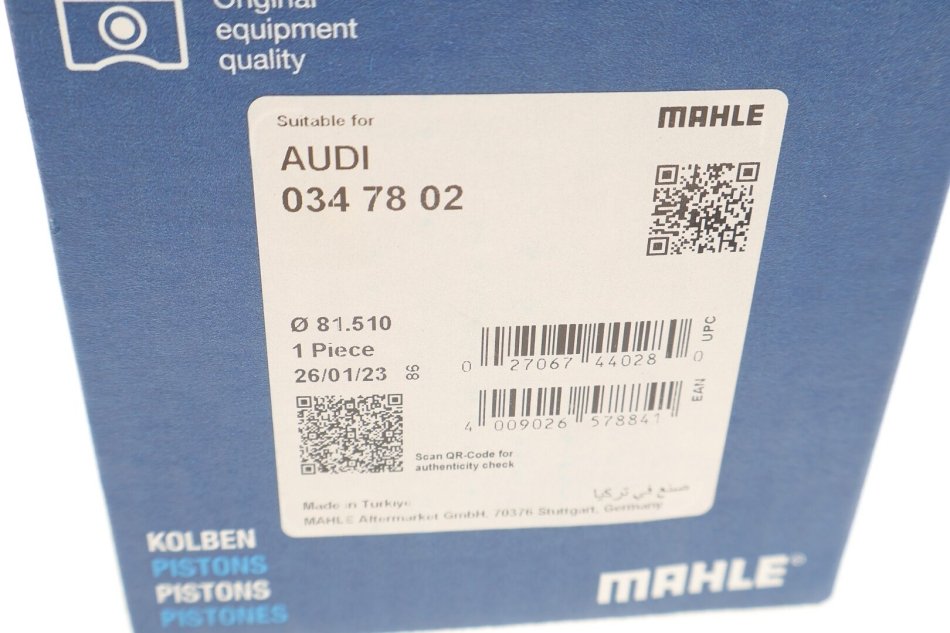 Original
equipment
quality
Suitable for
MAHLE
AUDI
034 78 02
Ø 81.510
1 Piece
26/01/23
86
0 27067 44028 0
UPC
4 009026 578841
EAN
Scan QR-Code for
authenticity check
صنع في تركيا
Made in Türkiye
MAHLE Aftermarket GmbH, 70376 Stuttgart, Germany
KOLBEN
PISTONS
PISTONS
PISTONES
MAHLE®